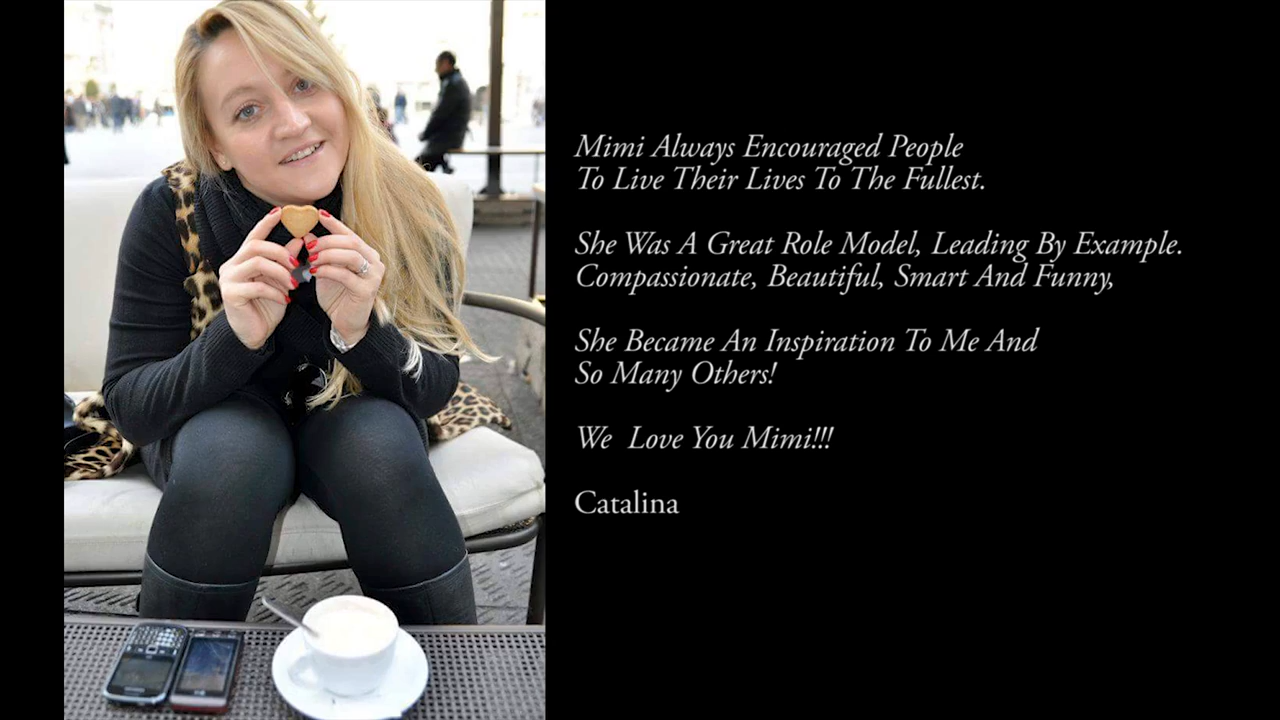 Mimi Always Encouraged People
To Live Their Lives To The Fullest.
She Was A Great Role Model, Leading By Example.
Compassionate, Beautiful, Smart And Funny,
She Became An Inspiration To Me And
So Many Others!
We  Love You Mimi!!!
Catalina